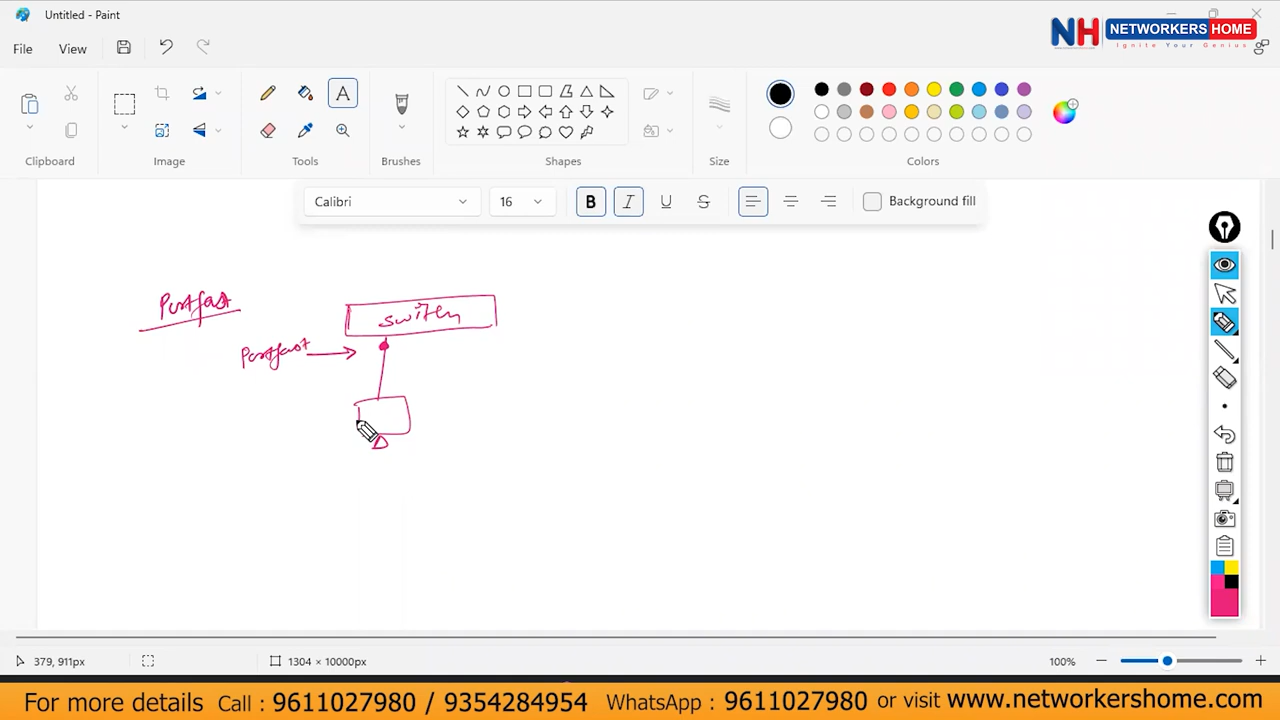 Untitled - Paint
NH NETWORKERS HOME
Ignite Your Genius
File View
A
Clipboard Image Tools Brushes Shapes Size Colors
Calibri 16 B I U S Background fill
Portfast
switch
Portfast
379, 911px 1304 × 10000px 100%
For more details Call : 9611027980 / 9354284954 WhatsApp : 9611027980 or visit www.networkershome.com